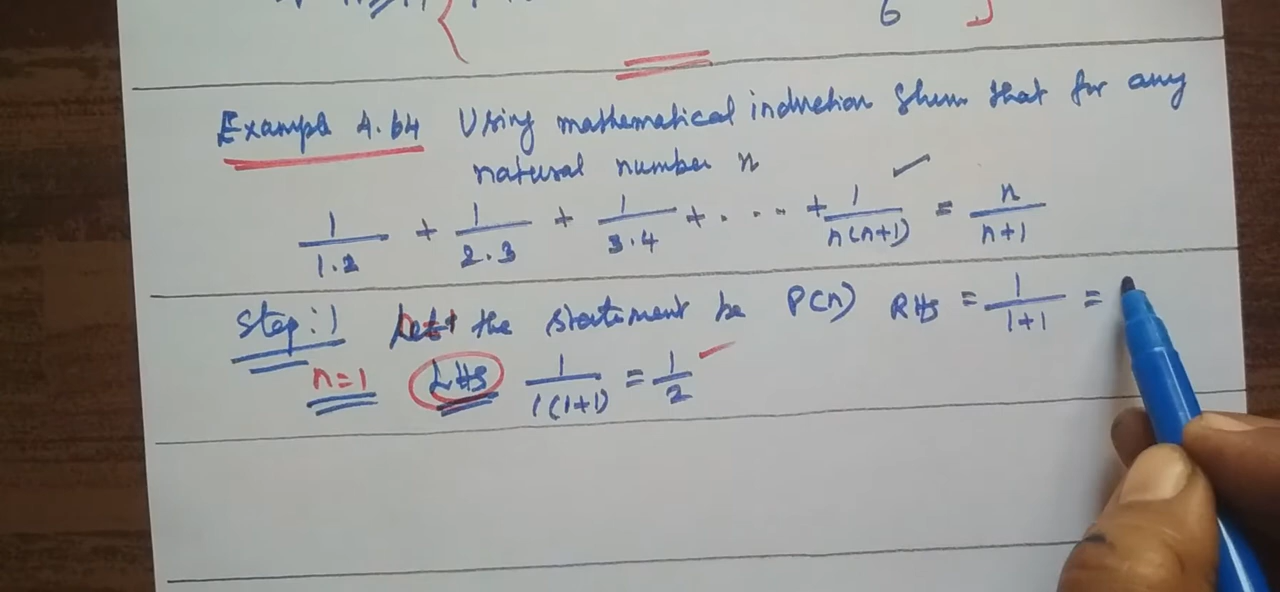 6 ]
Example 4.64 Using mathematical induction show that for any
natural number n
1/1.2 + 1/2.3 + 1/3.4 + . . . . + 1/n(n+1) = n/n+1
Step:1 Let the statement be P(n) RHS = 1/1+1 =
n=1 LHS 1/1(1+1) = 1/2